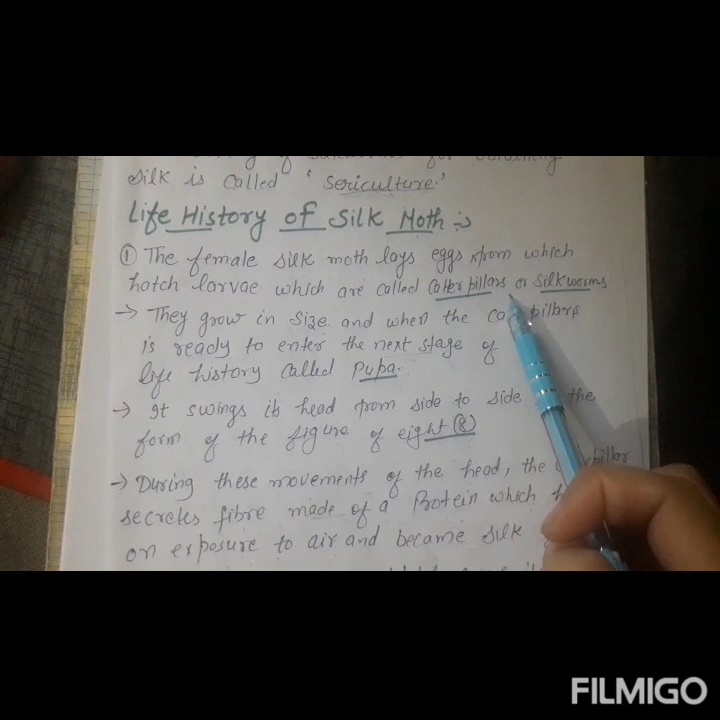 silk is called 'Sericulture.'
Life History of Silk Moth :-
① The female silk moth lays eggs from which
hatch larvae which are called Catterpillars or Silkworms
→ They grow in size and when the
is ready to enter the next stage of
life history called Pupa.
→ It swings its head from side to side the
form of the figure of eight (8)
→ During these movements of the head, the
secretes fibre made of a Protein which
on exposure to air and became silk
FILMIGO